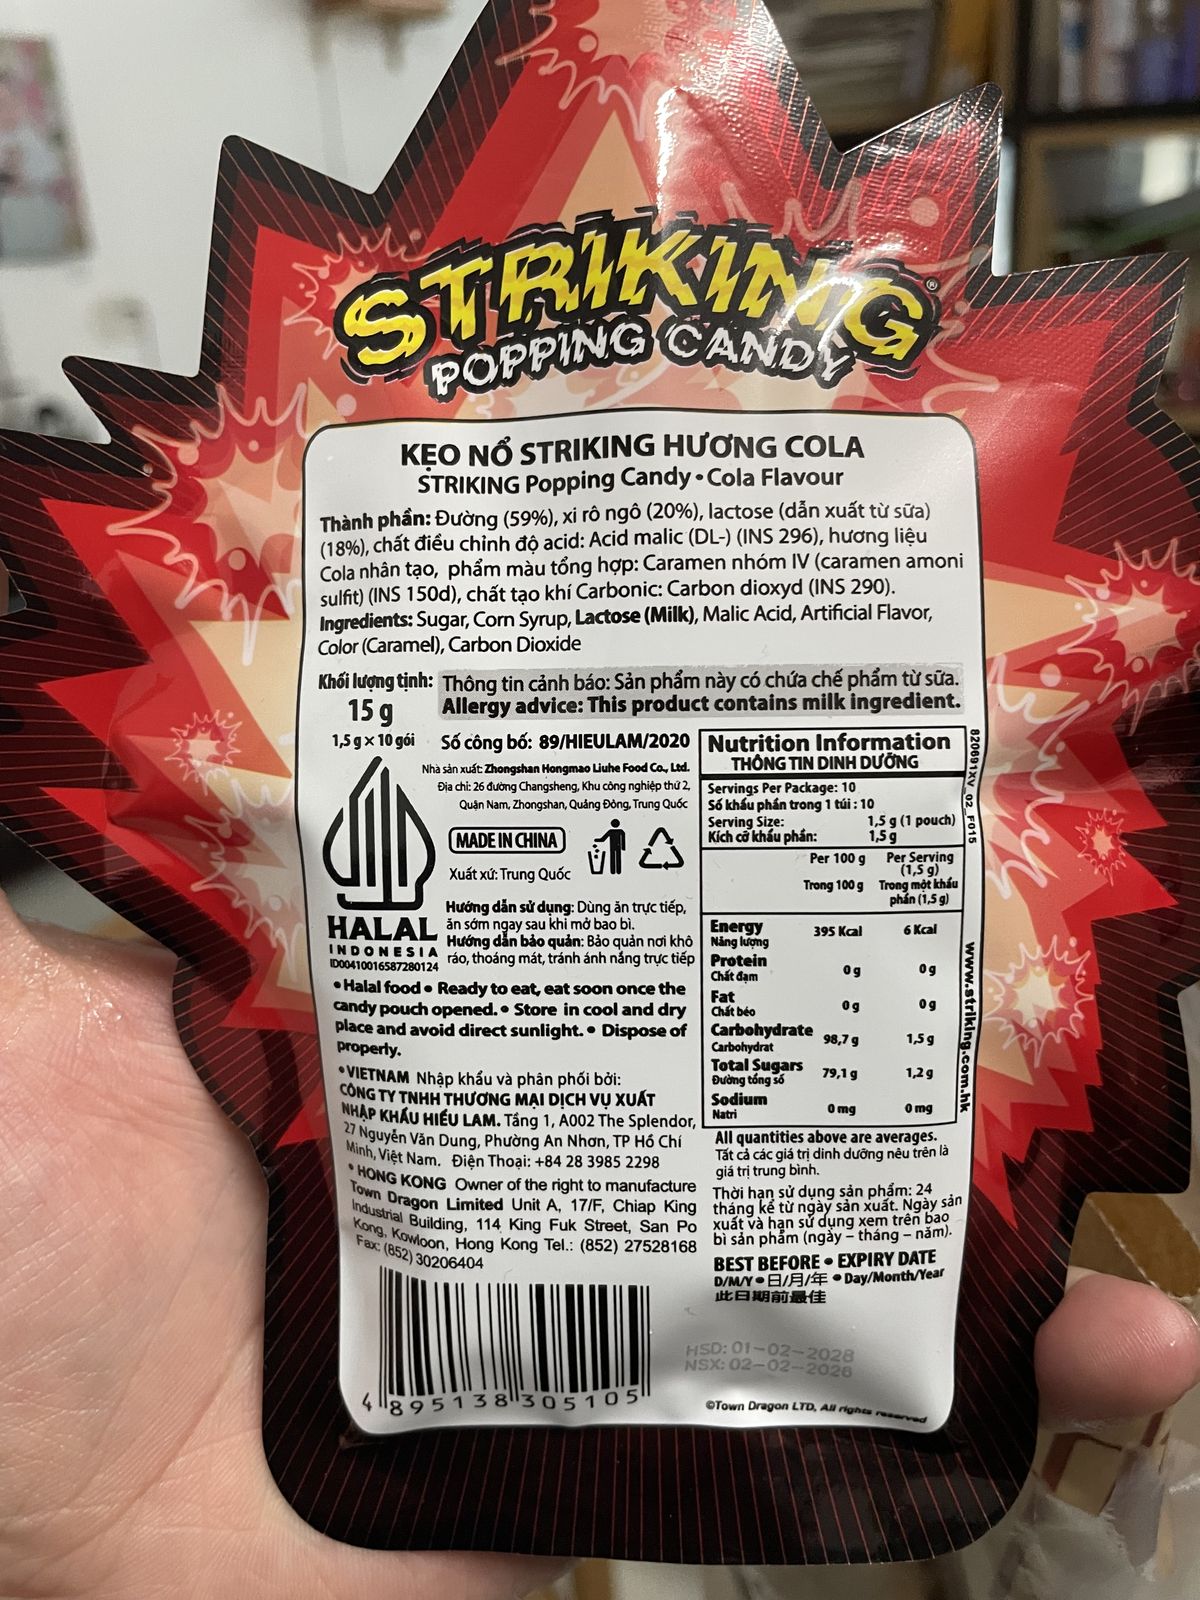 STRIKING®
POPPING CANDY
KẸO NỔ STRIKING HƯƠNG COLA
STRIKING Popping Candy • Cola Flavour
Thành phần: Đường (59%), xi rô ngô (20%), lactose (dẫn xuất từ sữa)
(18%), chất điều chỉnh độ acid: Acid malic (DL-) (INS 296), hương liệu
Cola nhân tạo, phẩm màu tổng hợp: Caramen nhóm IV (caramen amoni
sulfit) (INS 150d), chất tạo khí Carbonic: Carbon dioxyd (INS 290).
Ingredients: Sugar, Corn Syrup, Lactose (Milk), Malic Acid, Artificial Flavor,
Color (Caramel), Carbon Dioxide
Khối lượng tịnh:
15 g
1,5 g x 10 gói
Thông tin cảnh báo: Sản phẩm này có chứa chế phẩm từ sữa.
Allergy advice: This product contains milk ingredient.
Số công bố: 89/HIEULAM/2020
Nhà sản xuất: Zhongshan Hongmao Liuhe Food Co., Ltd.
Địa chỉ: 26 đường Changsheng, Khu công nghiệp thứ 2,
Quận Nam, Zhongshan, Quảng Đông, Trung Quốc
MADE IN CHINA
Xuất xứ: Trung Quốc
HALAL
INDONESIA
ID00410016587280124
Hướng dẫn sử dụng: Dùng ăn trực tiếp,
ăn sớm ngay sau khi mở bao bì.
Hướng dẫn bảo quản: Bảo quản nơi khô
ráo, thoáng mát, tránh ánh nắng trực tiếp
• Halal food • Ready to eat, eat soon once the
candy pouch opened. • Store in cool and dry
place and avoid direct sunlight. • Dispose of
properly.
• VIETNAM Nhập khẩu và phân phối bởi:
CÔNG TY TNHH THƯƠNG MẠI DỊCH VỤ XUẤT
NHẬP KHẨU HIẾU LAM. Tầng 1, A002 The Splendor,
27 Nguyễn Văn Dung, Phường An Nhơn, TP Hồ Chí
Minh, Việt Nam. Điện Thoại: +84 28 3985 2298
• HONG KONG Owner of the right to manufacture
Town Dragon Limited Unit A, 17/F, Chiap King
Industrial Building, 114 King Fuk Street, San Po
Kong, Kowloon, Hong Kong Tel.: (852) 27528168
Fax: (852) 30206404
4 895138 305105
Nutrition Information
THÔNG TIN DINH DƯỠNG
Servings Per Package: 10
Số khẩu phần trong 1 túi : 10
Serving Size: 1,5 g (1 pouch)
Kích cỡ khẩu phần: 1,5 g
Per 100 g Per Serving (1,5 g)
Trong 100 g Trong một khẩu phần (1,5 g)
Energy 395 Kcal 6 Kcal
Năng lượng
Protein 0 g 0 g
Chất đạm
Fat 0 g 0 g
Chất béo
Carbohydrate 98,7 g 1,5 g
Carbohydrat
Total Sugars 79,1 g 1,2 g
Đường tổng số
Sodium 0 mg 0 mg
Natri
All quantities above are averages.
Tất cả các giá trị dinh dưỡng nêu trên là
giá trị trung bình.
Thời hạn sử dụng sản phẩm: 24
tháng kể từ ngày sản xuất. Ngày sản
xuất và hạn sử dụng xem trên bao
bì sản phẩm (ngày – tháng – năm).
BEST BEFORE • EXPIRY DATE
D/M/Y • 日/月/年 • Day/Month/Year
此日期前最佳
HSD: 01-02-2028
NSX: 02-02-2026
©Town Dragon LTD, All rights reserved
820691XV_02_F015
www.striking.com.hk